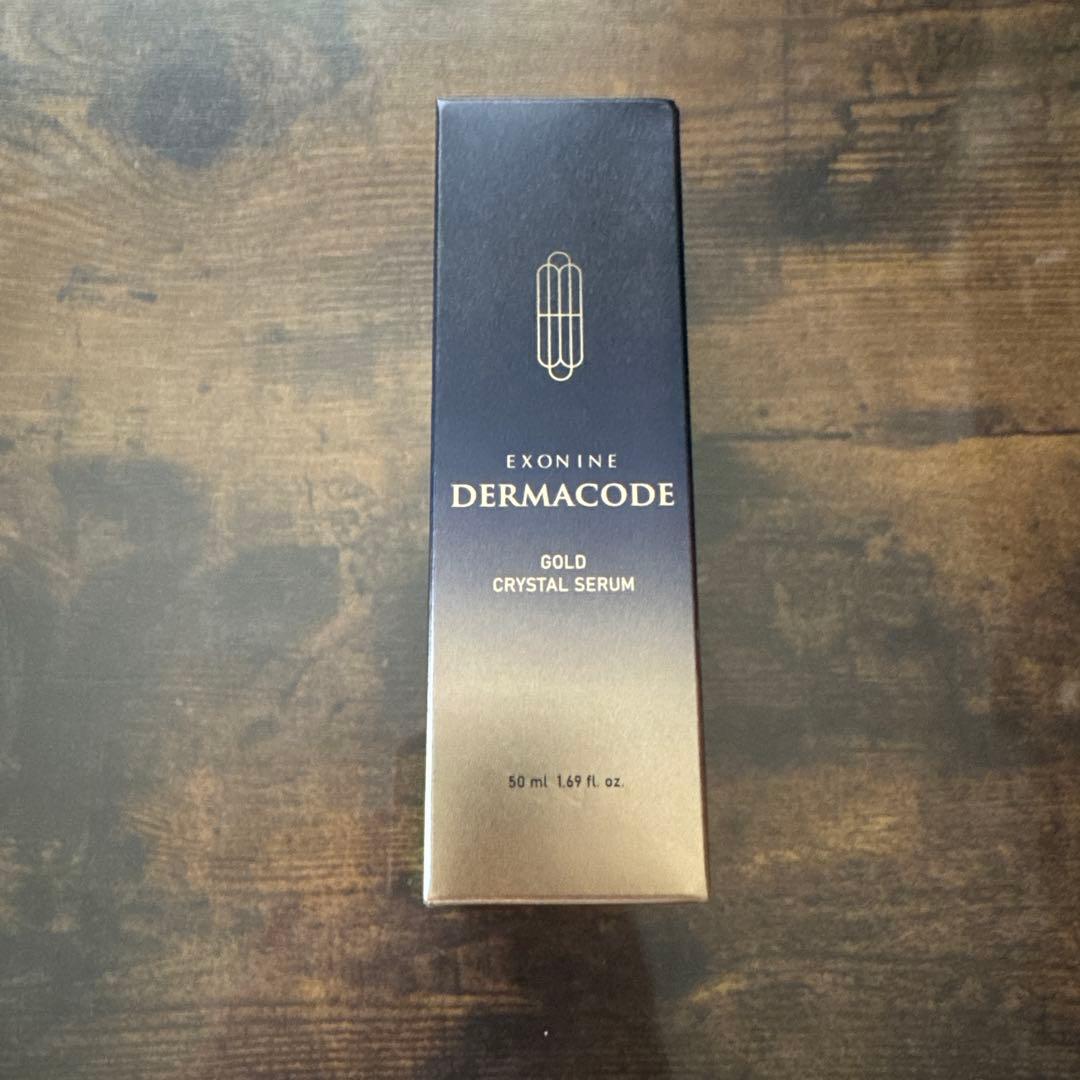 EXONINE
DERMACODE
GOLD
CRYSTAL SERUM
50 ml 1.69 fl. oz.